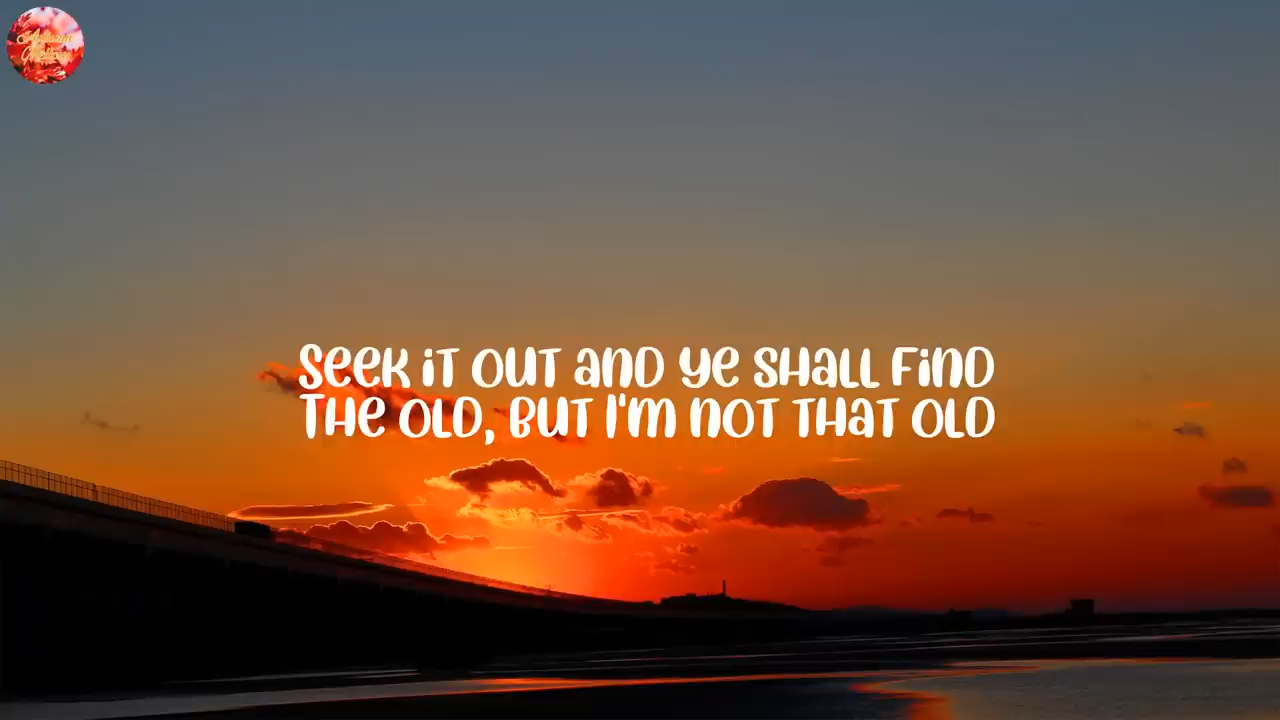 Seek it out and ye shall find
The old, but I'm not that old